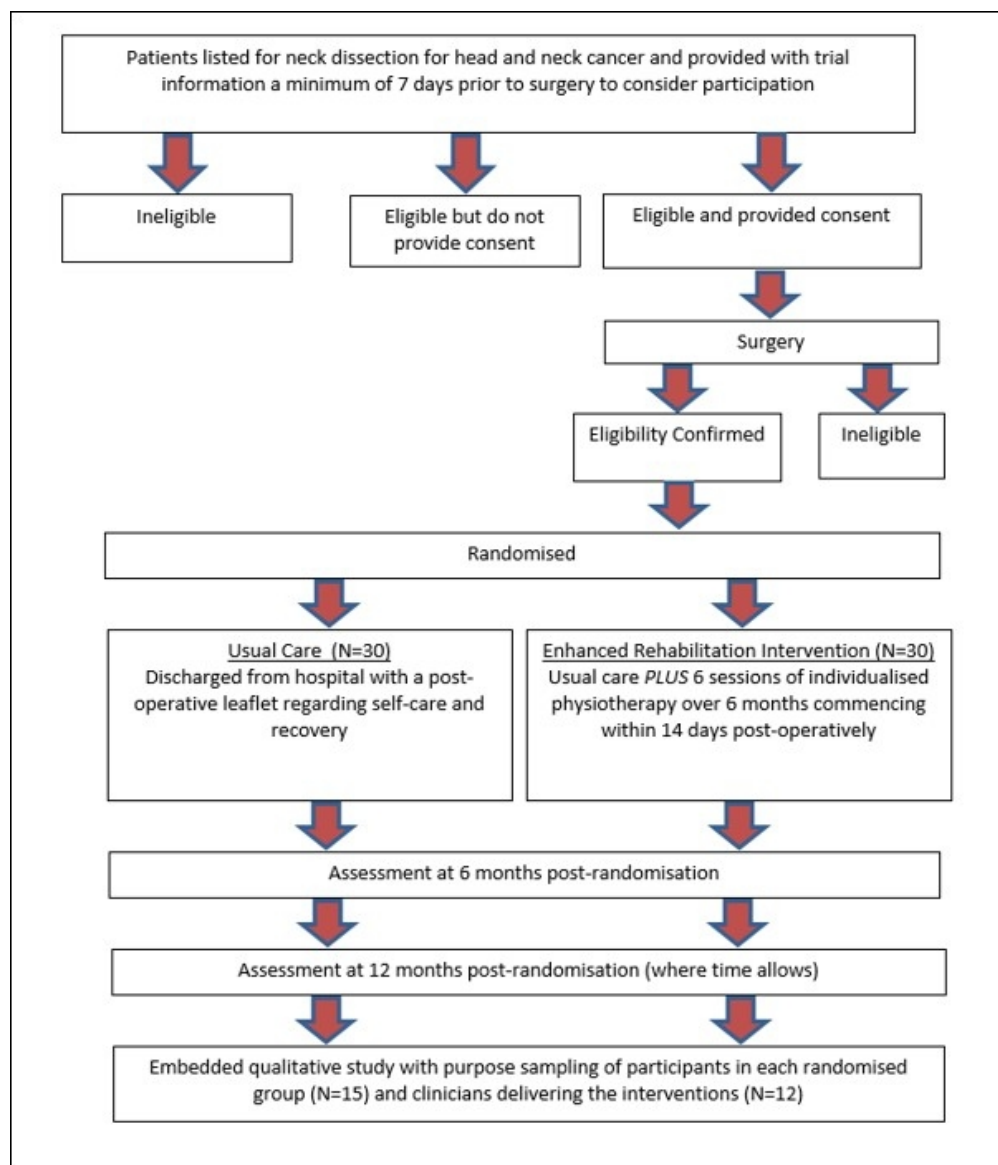 Patients listed for neck dissection for head and neck cancer and provided with trial
information a minimum of 7 days prior to surgery to consider participation
Ineligible
Eligible but do not
provide consent
Eligible and provided consent
Surgery
Eligibility Confirmed
Ineligible
Randomised
Usual Care (N=30)
Discharged from hospital with a post-
operative leaflet regarding self-care and
recovery
Enhanced Rehabilitation Intervention (N=30)
Usual care PLUS 6 sessions of individualised
physiotherapy over 6 months commencing
within 14 days post-operatively
Assessment at 6 months post-randomisation
Assessment at 12 months post-randomisation (where time allows)
Embedded qualitative study with purpose sampling of participants in each randomised
group (N=15) and clinicians delivering the interventions (N=12)